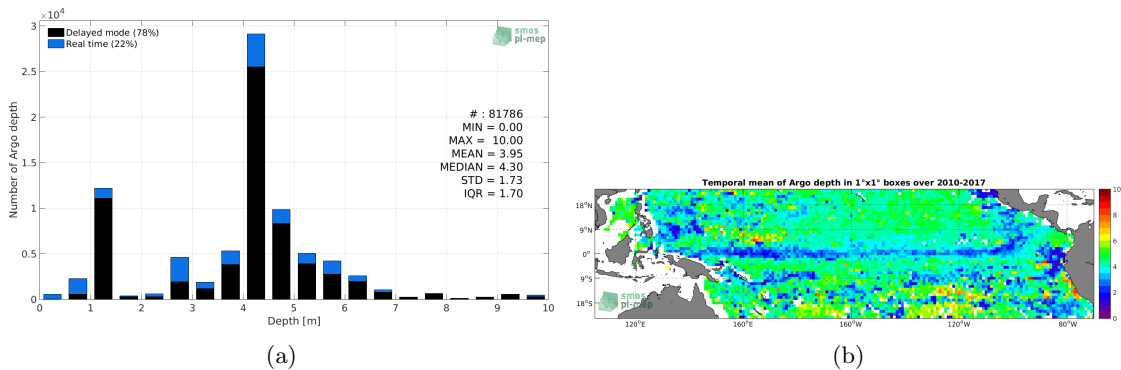 ×10⁴
Delayed mode (78%)
Real time (22%)
smos
pi-mep
3
2.5
2
1.5
1
0.5
0
Number of Argo depth
# : 81786
MIN = 0.00
MAX = 10.00
MEAN = 3.95
MEDIAN = 4.30
STD = 1.73
IQR = 1.70
0 1 2 3 4 5 6 7 8 9 10
Depth [m]
(a)
Temporal mean of Argo depth in 1°x1° boxes over 2010-2017
18°N
9°N
0°
9°S
18°S
smos
pi-mep
120°E 160°E 160°W 120°W 80°W
10
8
6
4
2
0
(b)